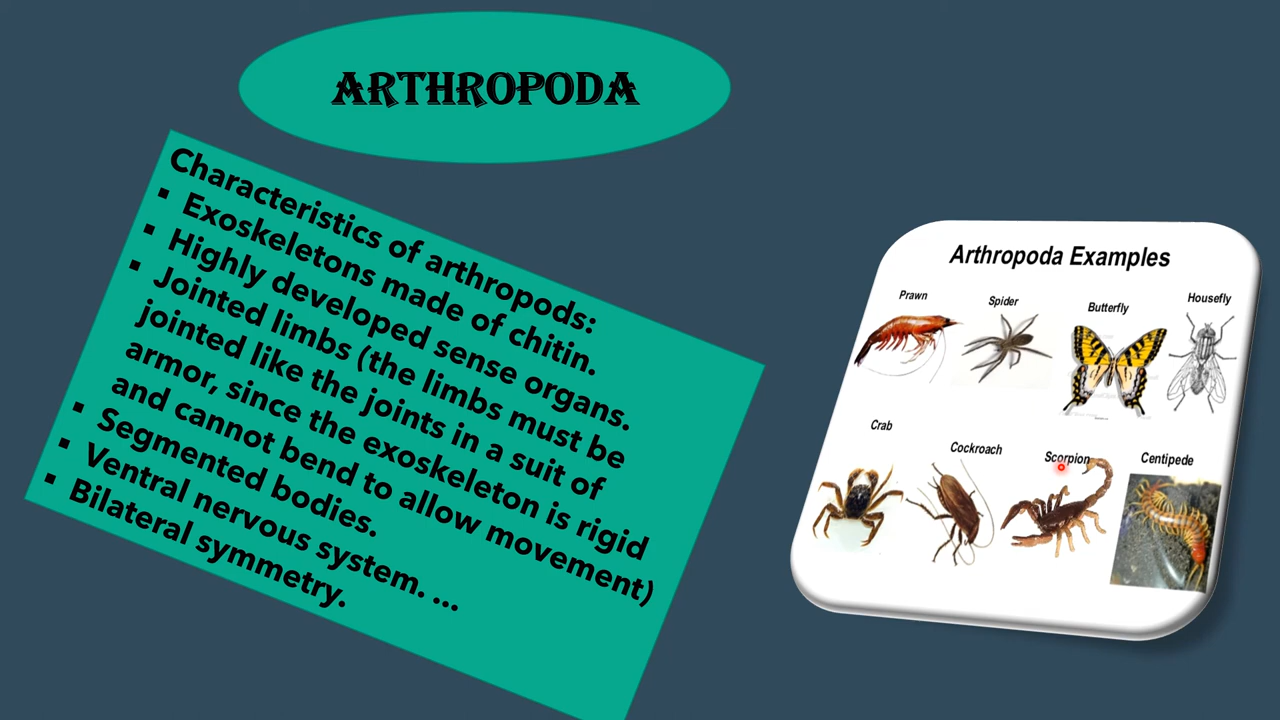 ARTHROPODA
Characteristics of arthropods:
▪ Exoskeletons made of chitin.
▪ Highly developed sense organs.
▪ Jointed limbs (the limbs must be
jointed like the joints in a suit of
armor, since the exoskeleton is rigid
and cannot bend to allow movement)
▪ Segmented bodies.
▪ Ventral nervous system. ...
▪ Bilateral symmetry.
Arthropoda Examples
Prawn
Spider
Butterfly
Housefly
Crab
Cockroach
Scorpion
Centipede